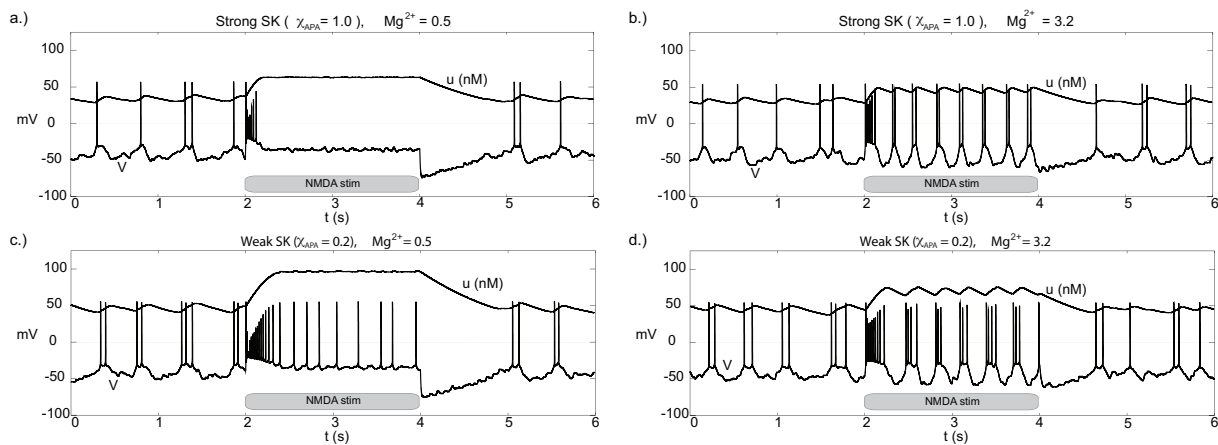 a.)
Strong SK ( χAPA = 1.0 ), Mg2+ = 0.5
100
50
0
-50
-100
mV
u (nM)
V
NMDA stim
0 1 2 3 4 5 6
t (s)
b.)
Strong SK ( χAPA = 1.0 ), Mg2+ = 3.2
100
50
0
-50
-100
mV
u (nM)
V
NMDA stim
0 1 2 3 4 5 6
t (s)
c.)
Weak SK (χAPA = 0.2), Mg2+ = 0.5
100
50
0
-50
-100
mV
u (nM)
V
NMDA stim
0 1 2 3 4 5 6
t (s)
d.)
Weak SK (χAPA = 0.2), Mg2+ = 3.2
100
50
0
-50
-100
mV
u (nM)
V
NMDA stim
0 1 2 3 4 5 6
t (s)